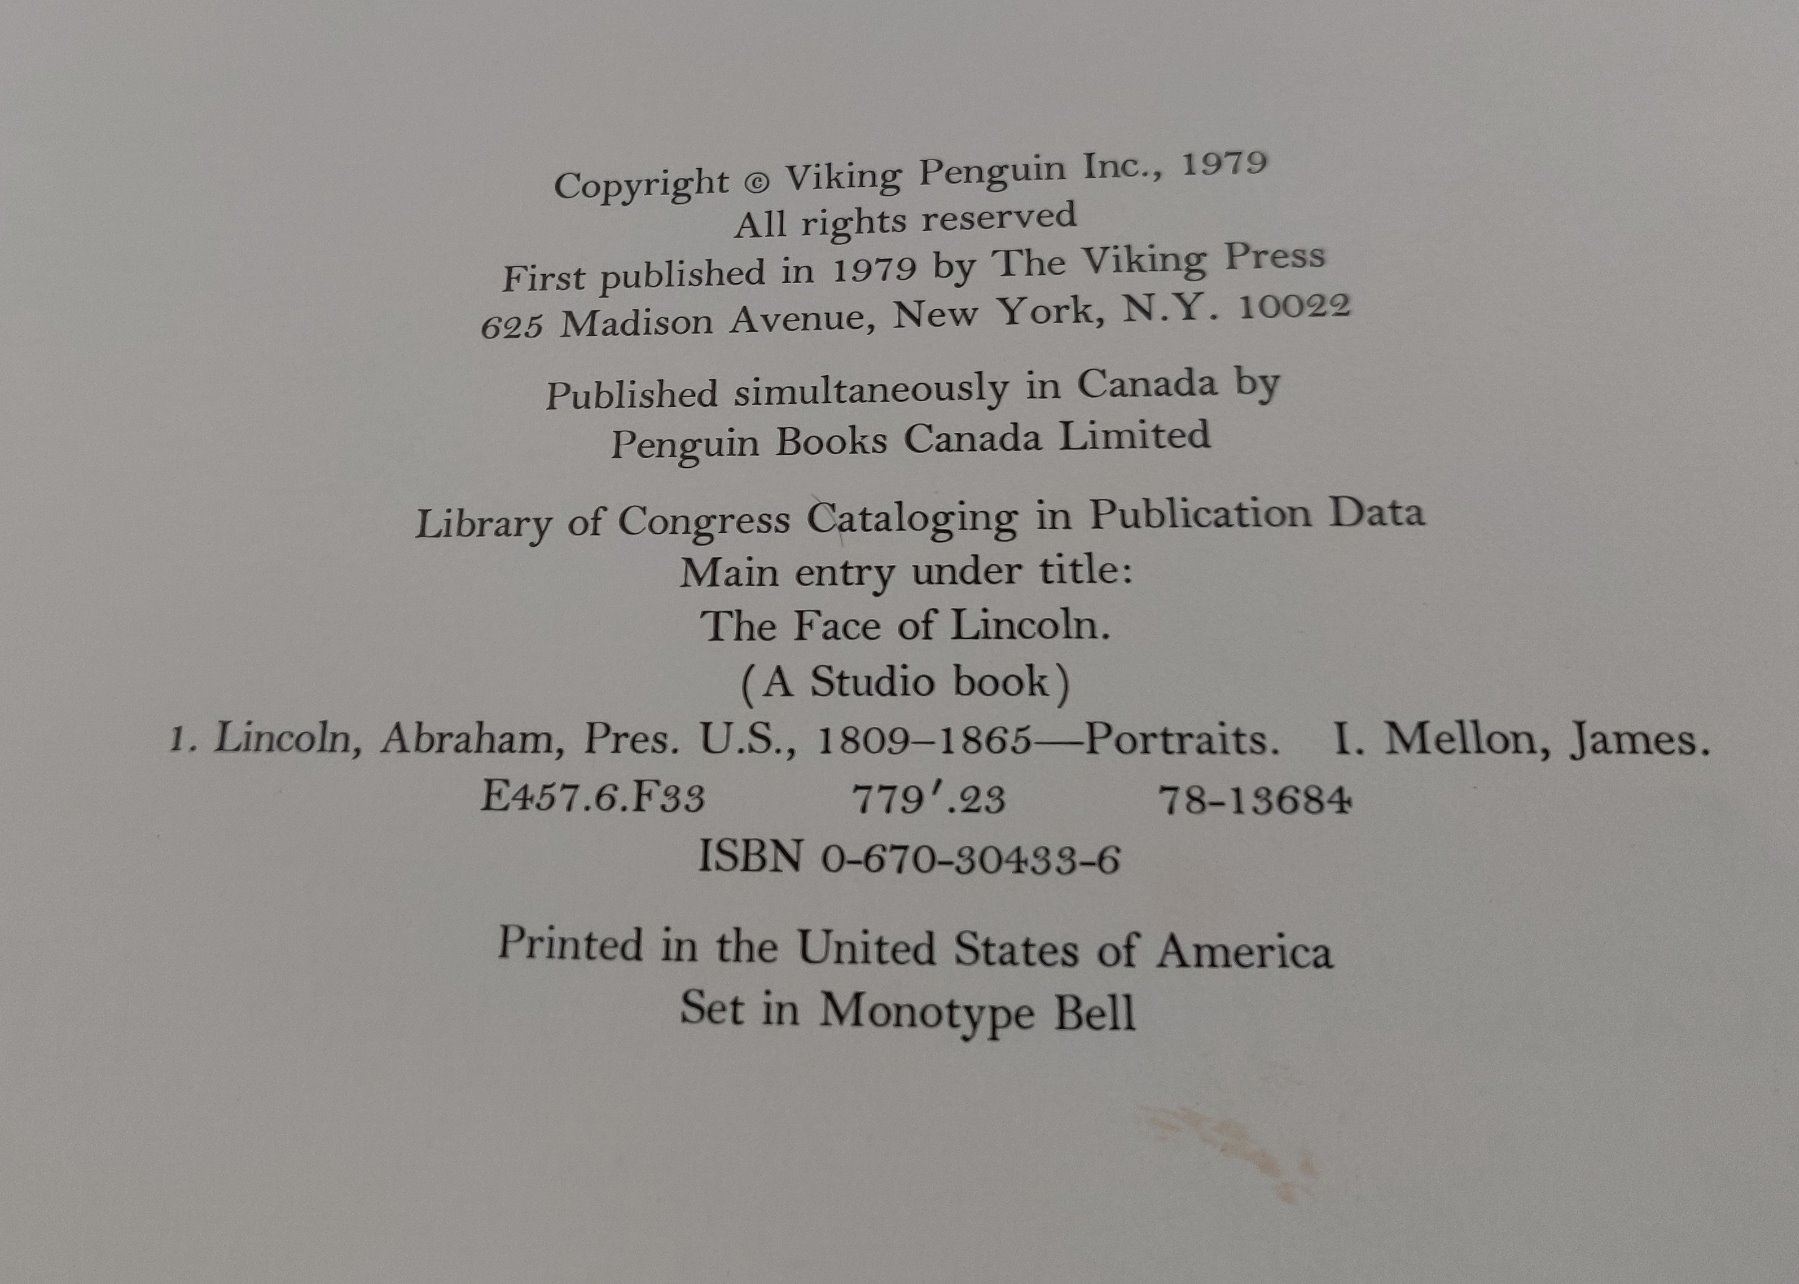 Copyright © Viking Penguin Inc., 1979
All rights reserved
First published in 1979 by The Viking Press
625 Madison Avenue, New York, N.Y. 10022
Published simultaneously in Canada by
Penguin Books Canada Limited
Library of Congress Cataloging in Publication Data
Main entry under title:
The Face of Lincoln.
(A Studio book)
1. Lincoln, Abraham, Pres. U.S., 1809–1865—Portraits. I. Mellon, James.
E457.6.F33 779′.23 78-13684
ISBN 0-670-30433-6
Printed in the United States of America
Set in Monotype Bell